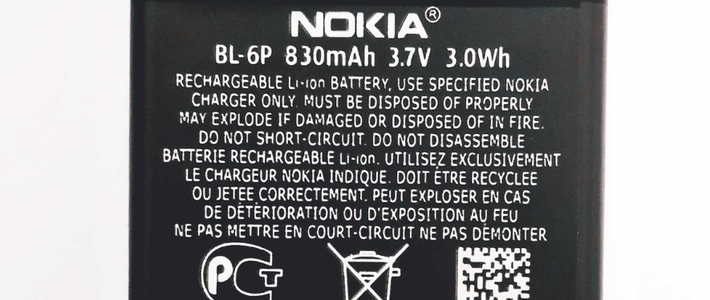 NOKIA®
BL-6P 830mAh 3.7V 3.0Wh
RECHARGEABLE Li-ion BATTERY, USE SPECIFIED NOKIA
CHARGER ONLY. MUST BE DISPOSED OF PROPERLY
MAY EXPLODE IF DAMAGED OR DISPOSED OF IN FIRE.
DO NOT SHORT-CIRCUIT. DO NOT DISASSEMBLE
BATTERIE RECHARGEABLE Li-ion. UTILISEZ EXCLUSIVEMENT
LE CHARGEUR NOKIA INDIQUE. DOIT ÊTRE RECYCLEE
OU JETEE CORRECTEMENT. PEUT EXPLOSER EN CAS
DE DÉTÉRIORATION OU D'EXPOSITION AU FEU
NE PAS METTRE EN COURT-CIRCUIT NE PAS DÉMONTER
PCT